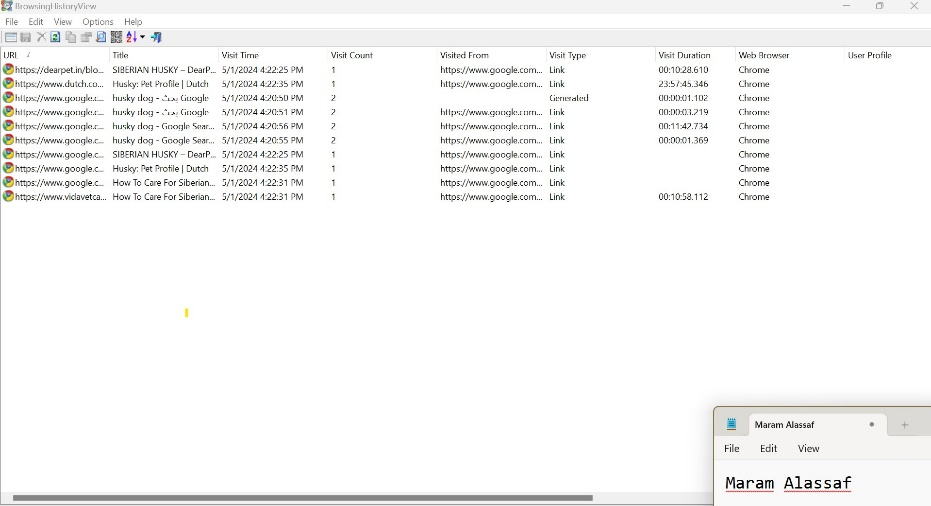 BrowsingHistoryView
File Edit View Options Help
URL / Title Visit Time Visit Count Visited From Visit Type Visit Duration Web Browser User Profile
https://dearpet.in/blo... SIBERIAN HUSKY – DearP... 5/1/2024 4:22:25 PM 1 https://www.google.com... Link 00:10:28.610 Chrome
https://www.dutch.co... Husky: Pet Profile | Dutch 5/1/2024 4:22:35 PM 1 https://www.google.com... Link 23:57:45.346 Chrome
https://www.google.c... husky dog - بحث Google 5/1/2024 4:20:50 PM 2 Generated 00:00:01.102 Chrome
https://www.google.c... husky dog - بحث Google 5/1/2024 4:20:51 PM 2 https://www.google.com... Link 00:00:03.219 Chrome
https://www.google.c... husky dog - Google Sear... 5/1/2024 4:20:56 PM 2 https://www.google.com... Link 00:11:42.734 Chrome
https://www.google.c... husky dog - Google Sear... 5/1/2024 4:20:55 PM 2 https://www.google.com... Link 00:00:01.369 Chrome
https://www.google.c... SIBERIAN HUSKY – DearP... 5/1/2024 4:22:25 PM 1 https://www.google.com... Link Chrome
https://www.google.c... Husky: Pet Profile | Dutch 5/1/2024 4:22:35 PM 1 https://www.google.com... Link Chrome
https://www.google.c... How To Care For Siberian... 5/1/2024 4:22:31 PM 1 https://www.google.com... Link Chrome
https://www.vidavetca... How To Care For Siberian... 5/1/2024 4:22:31 PM 1 https://www.google.com... Link 00:10:58.112 Chrome
Maram Alassaf
File Edit View
Maram Alassaf